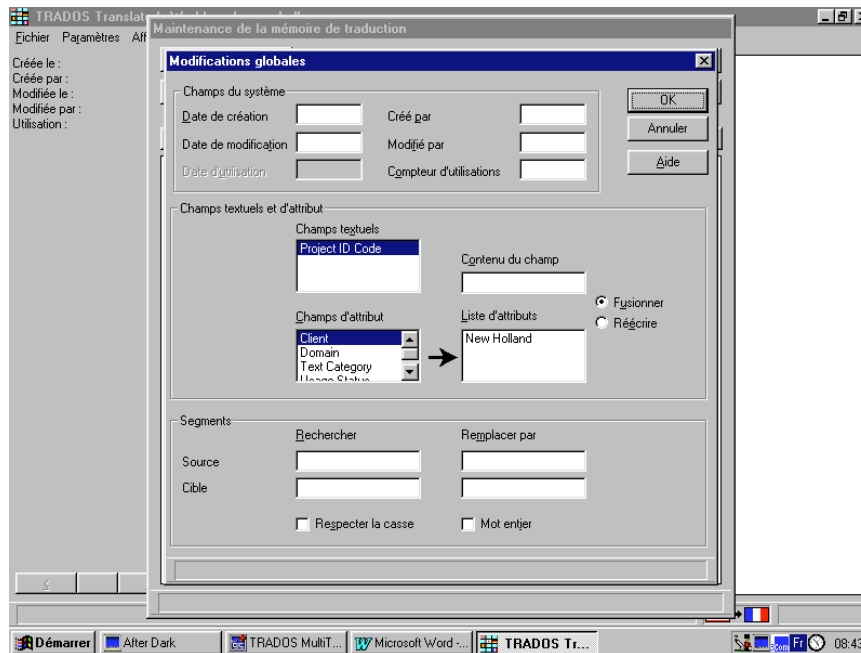 TRADOS Translat
Fichier Paramètres Aff
Créée le :
Créée par :
Modifiée le :
Modifiée par :
Utilisation :
Maintenance de la mémoire de traduction
Modifications globales
Champs du système
Date de création
Créé par
Date de modification
Modifié par
Date d'utilisation
Compteur d'utilisations
OK
Annuler
Aide
Champs textuels et d'attribut
Champs textuels
Project ID Code
Contenu du champ
Champs d'attribut
Client
Domain
Text Category
Usage Status
Liste d'attributs
New Holland
Fusionner
Réécrire
Segments
Rechercher
Remplacer par
Source
Cible
Respecter la casse
Mot entier
<
Démarrer
After Dark
TRADOS MultiT...
Microsoft Word -...
TRADOS Tr...
Fr
08:43